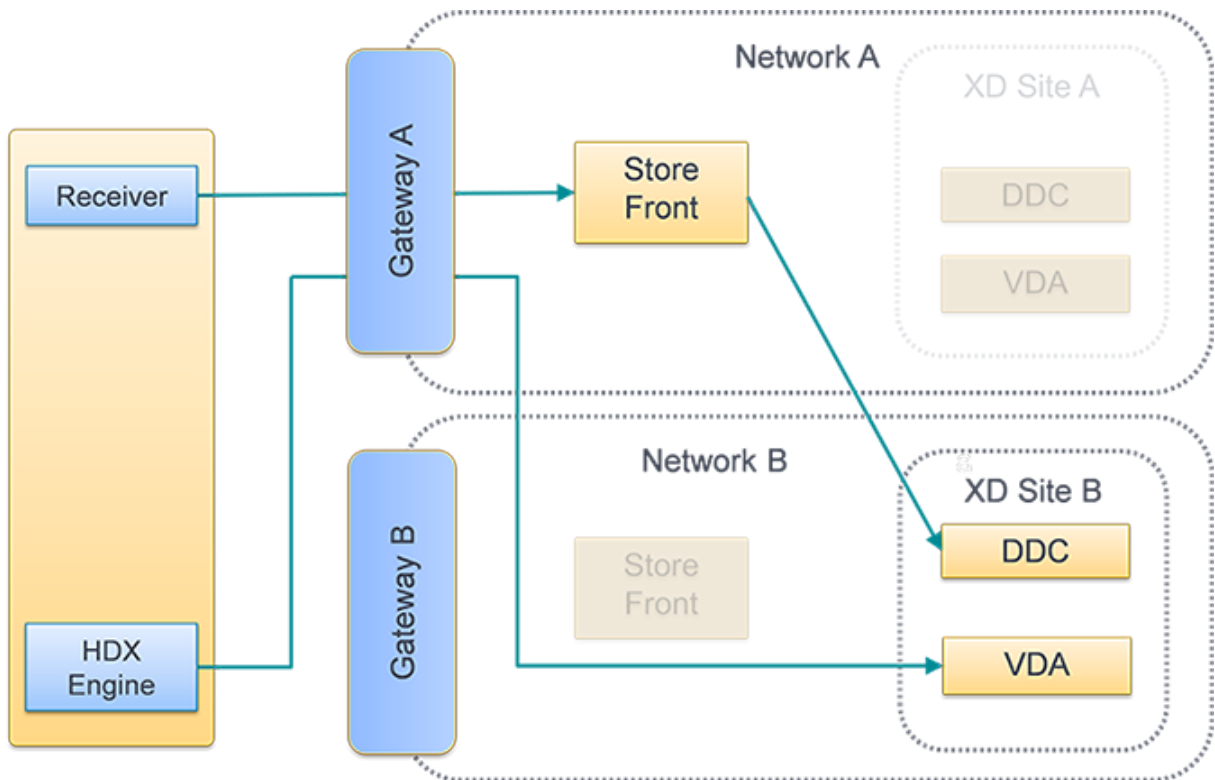 Network A
XD Site A
Gateway A
Receiver
Store
Front
DDC
VDA
Network B
XD Site B
Gateway B
Store
Front
DDC
HDX
Engine
VDA